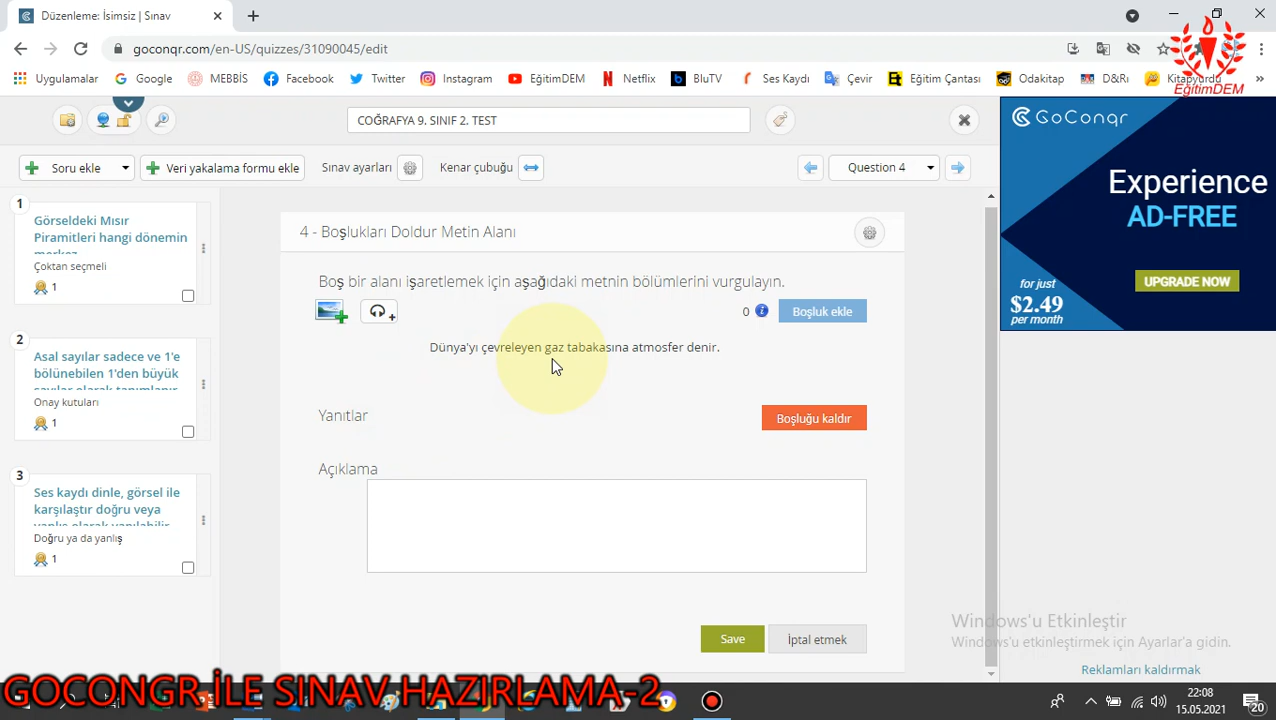 Düzenleme: İsimsiz | Sınav
goconqr.com/en-US/quizzes/31090045/edit
Uygulamalar Google MEBBİS Facebook Twitter Instagram EğitimDEM Netflix BluTV Ses Kaydı Çevir Eğitim Çantası Odakitap D&Rı Kitapyurdu
EğitimDEM
COĞRAFYA 9. SINIF 2. TEST
Soru ekle Veri yakalama formu ekle Sınav ayarları Kenar çubuğu Question 4
1
Görseldeki Mısır
Piramitleri hangi dönemin
Çoktan seçmeli
1
2
Asal sayılar sadece ve 1'e
bölünebilen 1'den büyük
sayılar olarak tanımlanır
Onay kutuları
1
3
Ses kaydı dinle, görsel ile
karşılaştır doğru veya
yanlış olarak yanılabilir
Doğru ya da yanlış
1
4 - Boşlukları Doldur Metin Alanı
Boş bir alanı işaretlemek için aşağıdaki metnin bölümlerini vurgulayın.
0 Boşluk ekle
Dünya'yı çevreleyen gaz tabakasına atmosfer denir.
Yanıtlar
Boşluğu kaldır
Açıklama
Save İptal etmek
GoConqr
Experience
AD-FREE
for just
$2.49
per month
UPGRADE NOW
Windows'u Etkinleştir
Windows'u etkinleştirmek için Ayarlar'a gidin.
Reklamları kaldırmak
GOCONGR İLE SINAV HAZIRLAMA-2
22:08
15.05.2021
20